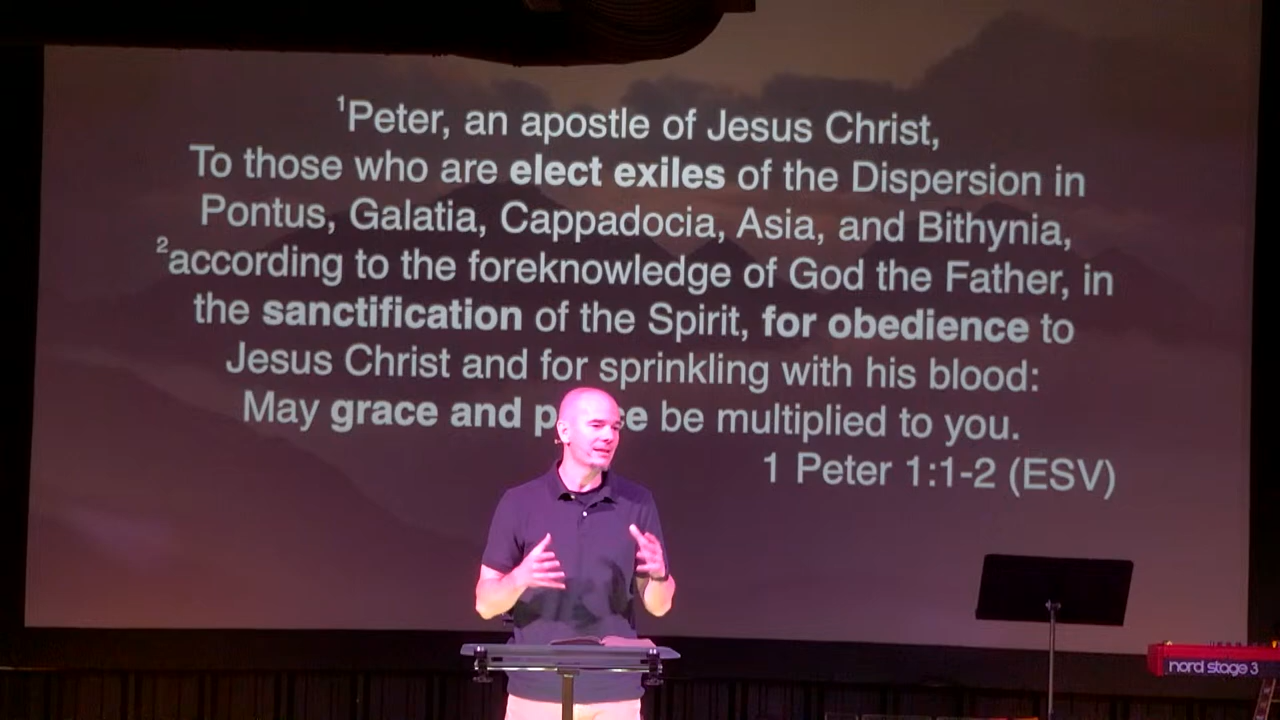 ¹Peter, an apostle of Jesus Christ,
To those who are elect exiles of the Dispersion in
Pontus, Galatia, Cappadocia, Asia, and Bithynia,
²according to the foreknowledge of God the Father, in
the sanctification of the Spirit, for obedience to
Jesus Christ and for sprinkling with his blood:
May grace and be multiplied to you.
1 Peter 1:1-2 (ESV)
nord stage 3